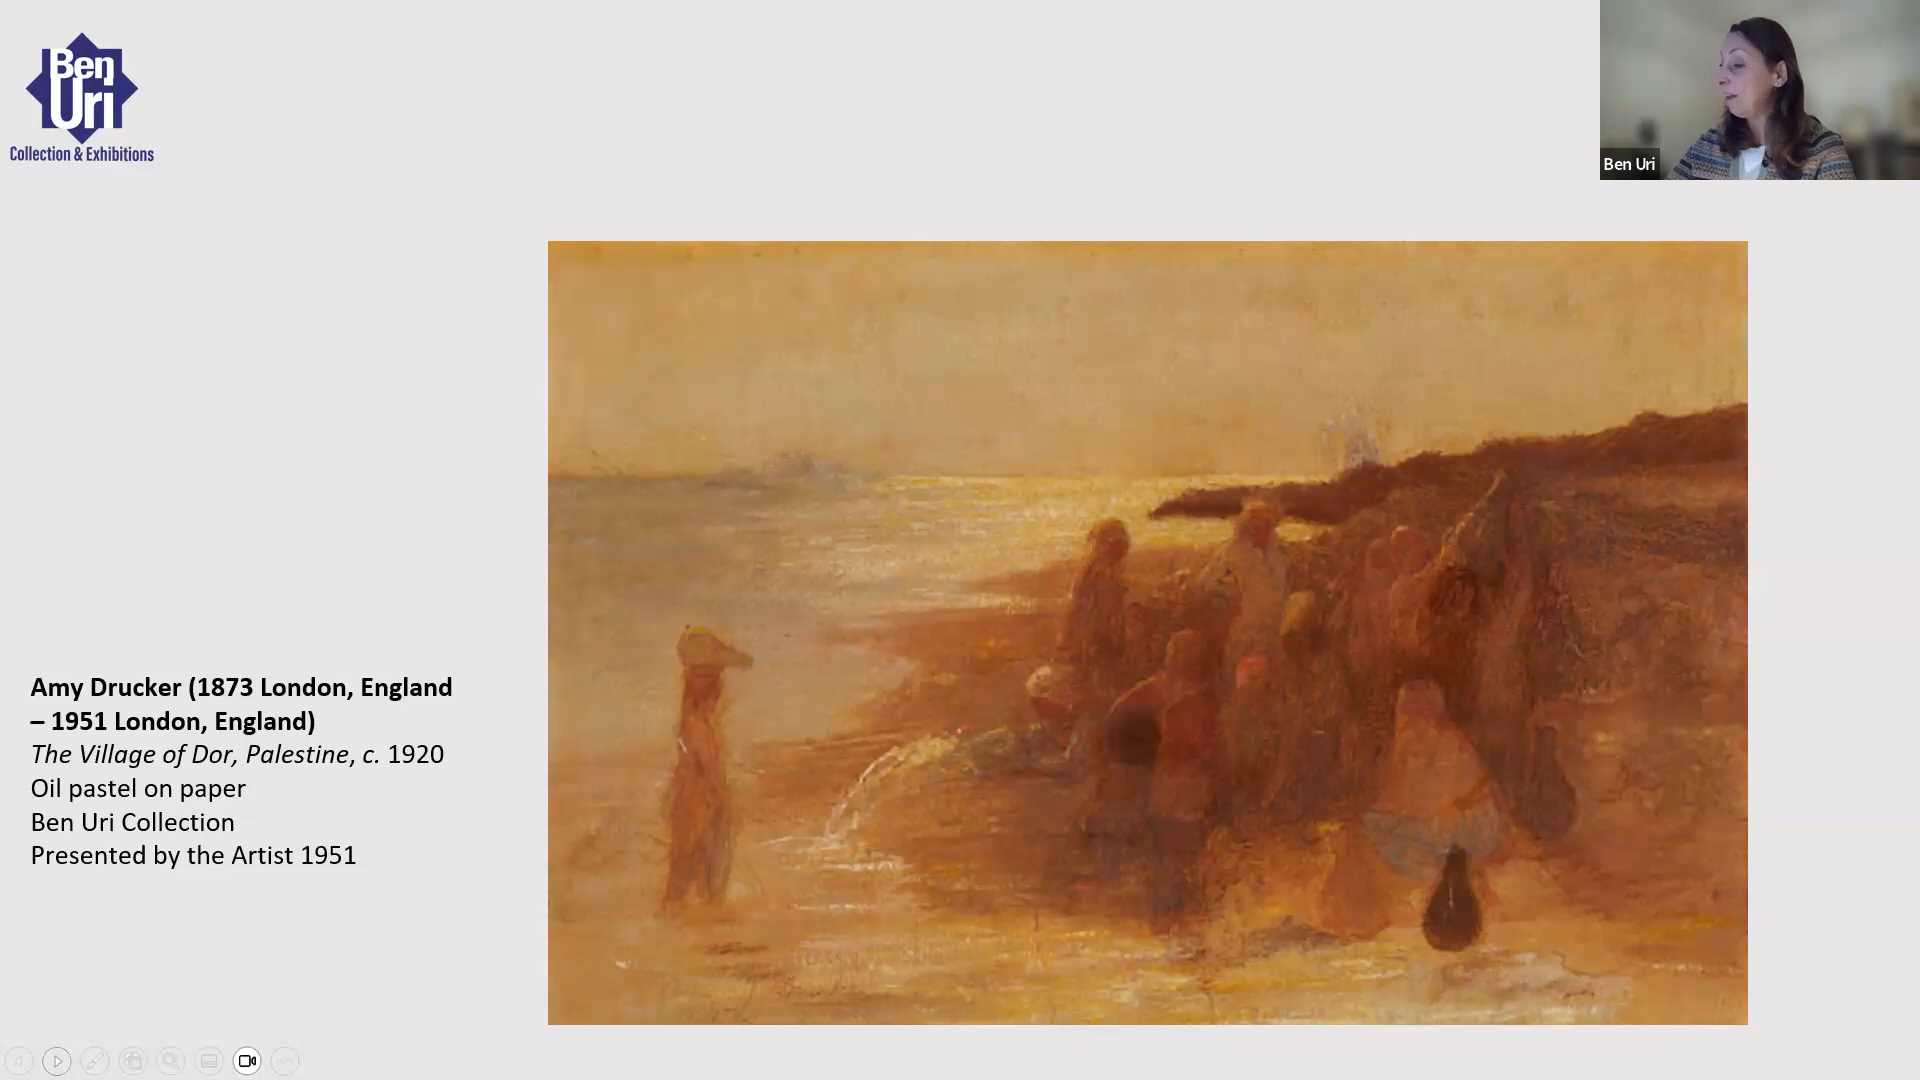 Ben
Uri
Collection & Exhibitions
Ben Uri
Amy Drucker (1873 London, England
– 1951 London, England)
The Village of Dor, Palestine, c. 1920
Oil pastel on paper
Ben Uri Collection
Presented by the Artist 1951